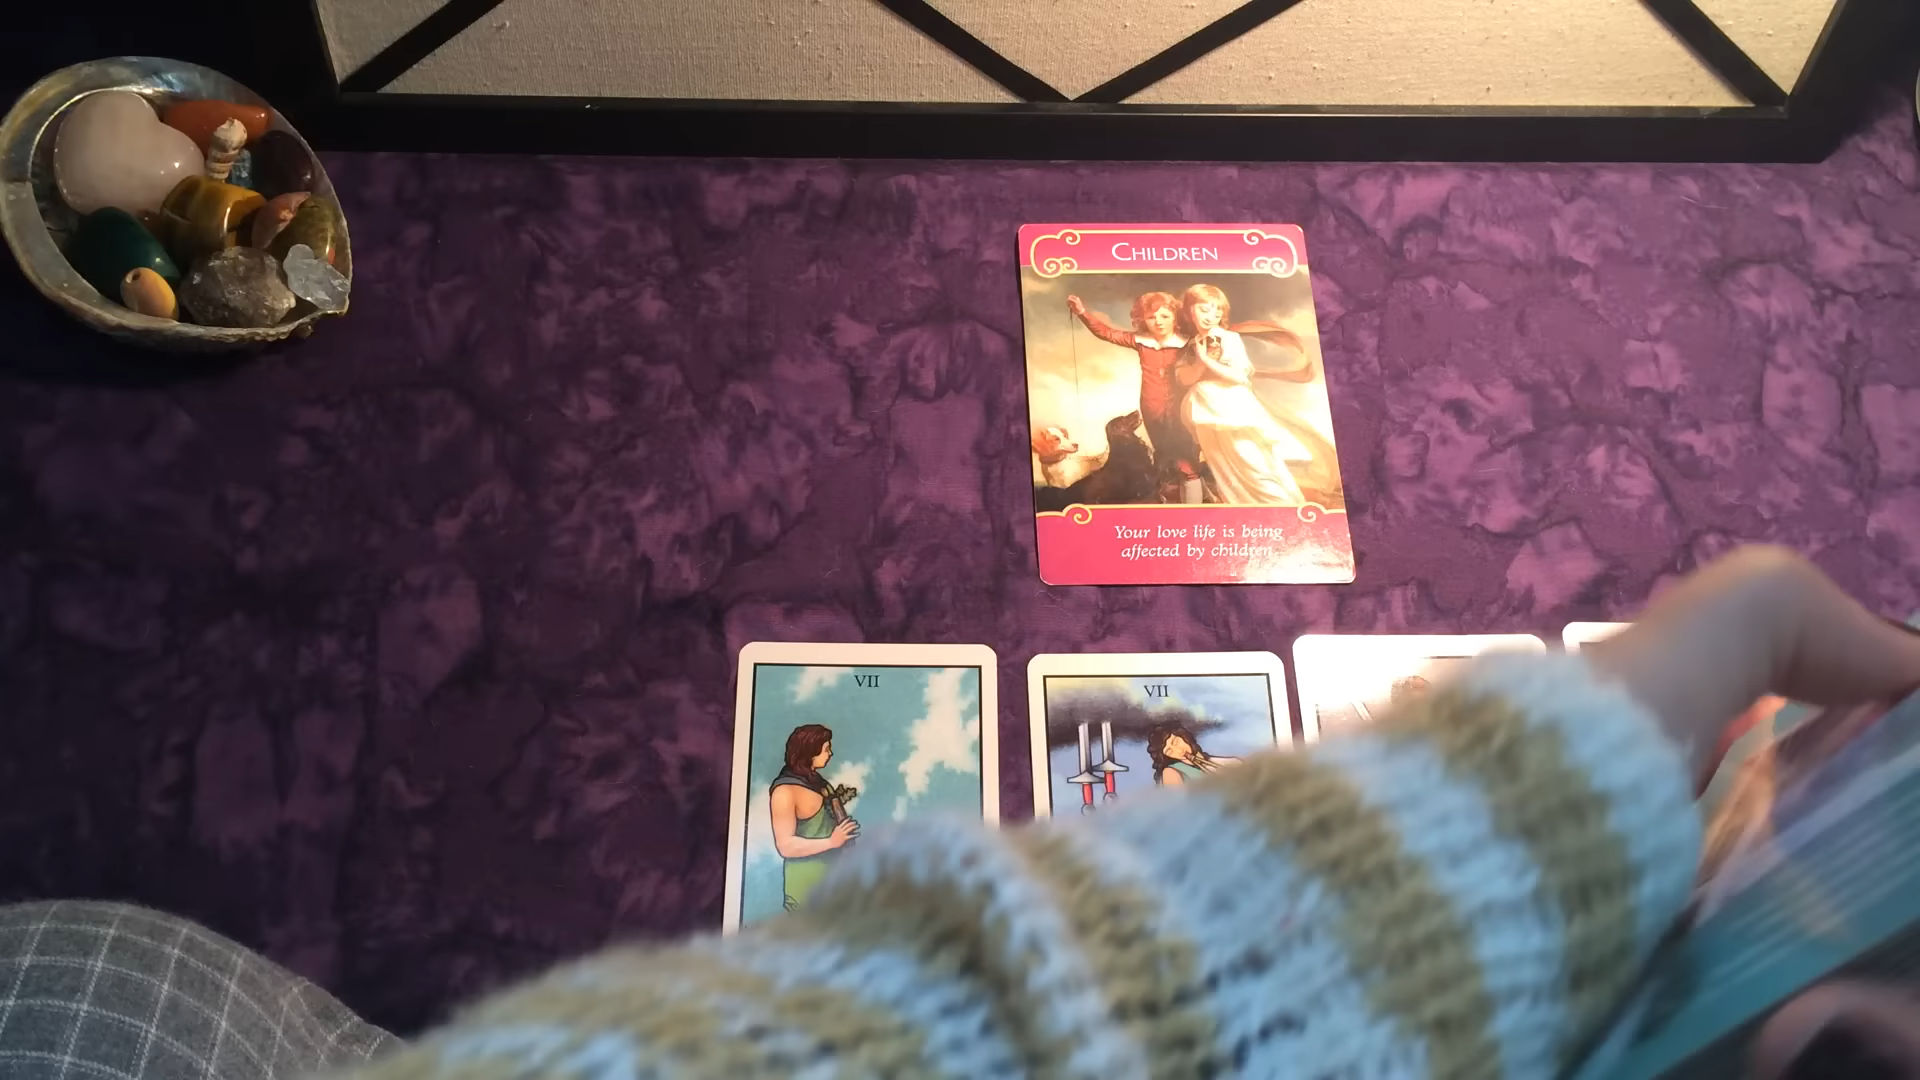 CHILDREN
Your love life is being
affected by children
VII
VII